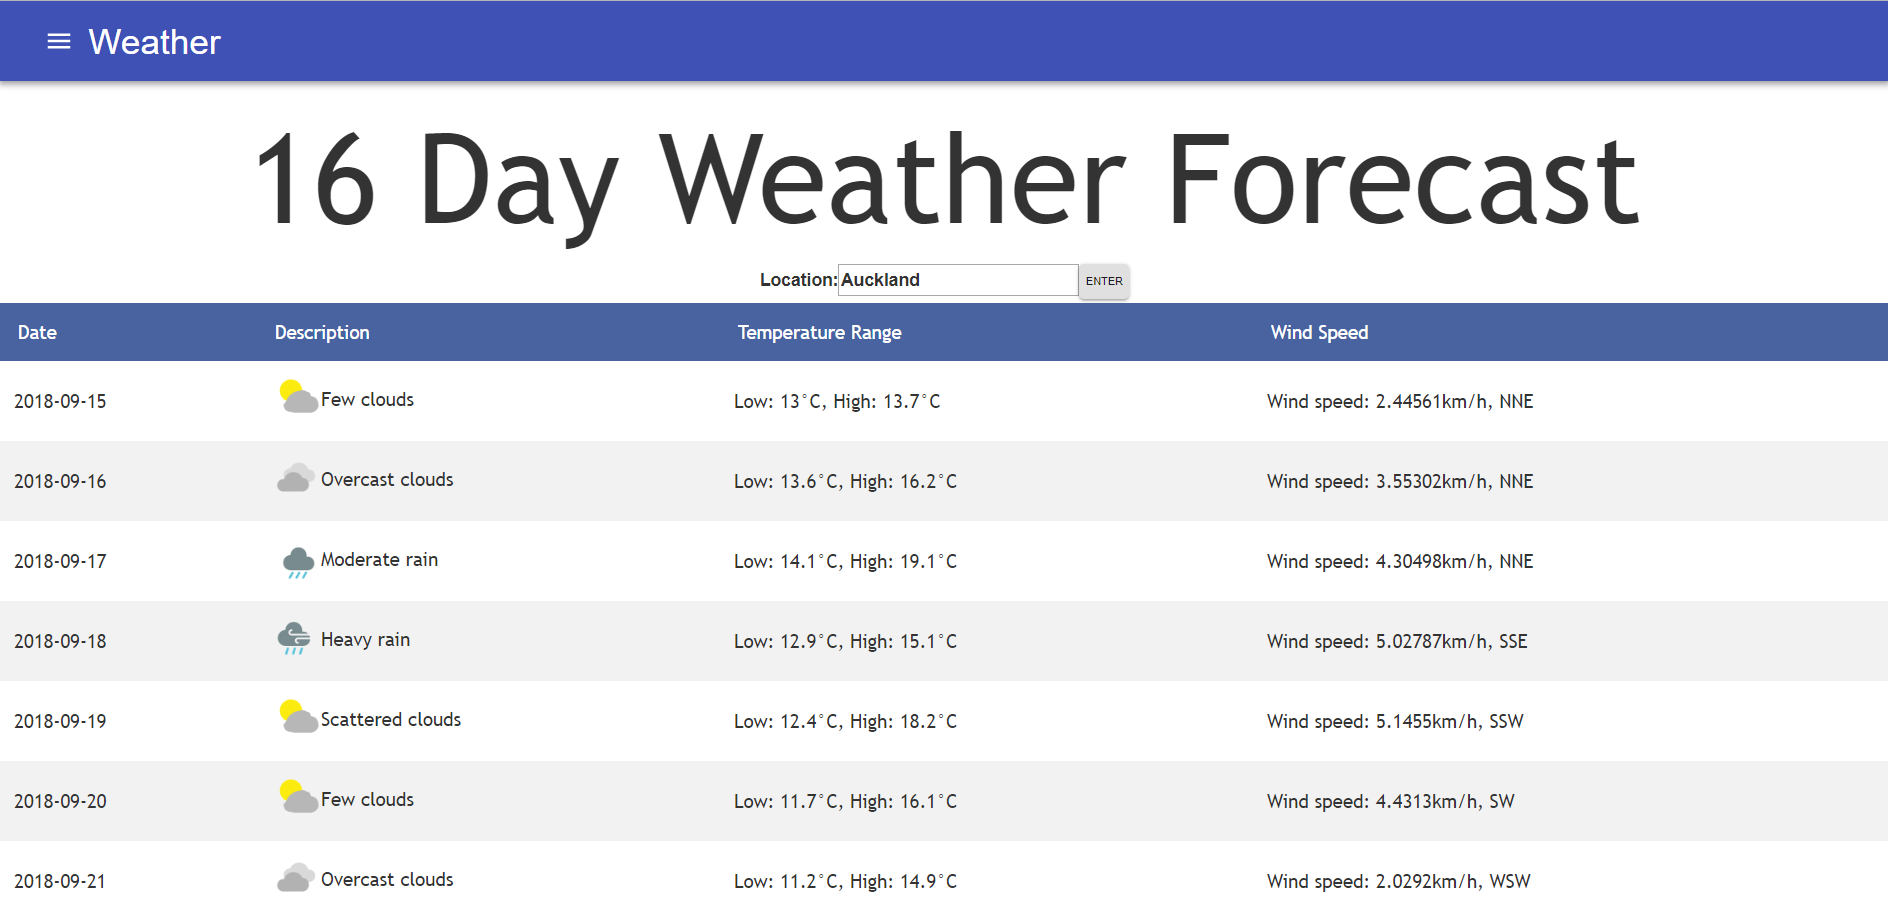 Weather
16 Day Weather Forecast
Location: Auckland ENTER
Date Description Temperature Range Wind Speed
2018-09-15 Few clouds Low: 13°C, High: 13.7°C Wind speed: 2.44561km/h, NNE
2018-09-16 Overcast clouds Low: 13.6°C, High: 16.2°C Wind speed: 3.55302km/h, NNE
2018-09-17 Moderate rain Low: 14.1°C, High: 19.1°C Wind speed: 4.30498km/h, NNE
2018-09-18 Heavy rain Low: 12.9°C, High: 15.1°C Wind speed: 5.02787km/h, SSE
2018-09-19 Scattered clouds Low: 12.4°C, High: 18.2°C Wind speed: 5.1455km/h, SSW
2018-09-20 Few clouds Low: 11.7°C, High: 16.1°C Wind speed: 4.4313km/h, SW
2018-09-21 Overcast clouds Low: 11.2°C, High: 14.9°C Wind speed: 2.0292km/h, WSW